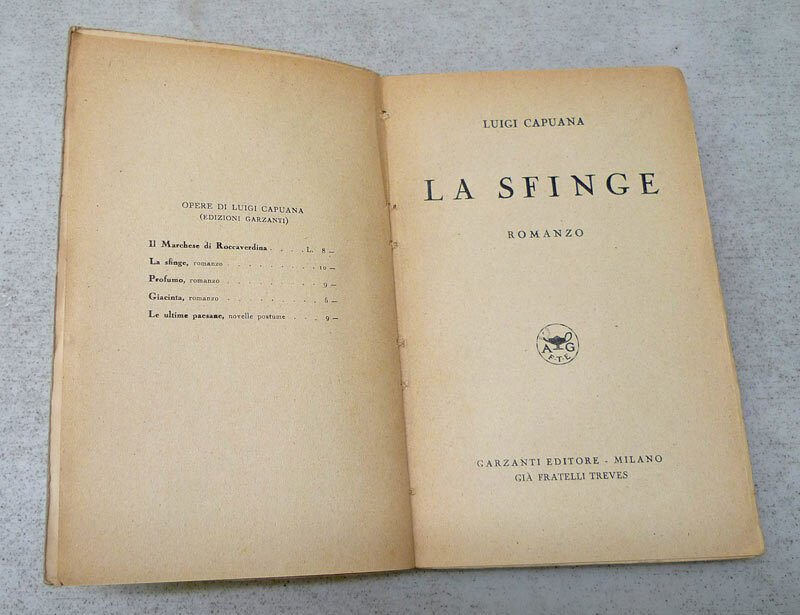 OPERE DI LUIGI CAPUANA
(EDIZIONI GARZANTI)
Il Marchese di Roccaverdina . . . . L. 8 —
La sfinge, romanzo . . . . . . . . . 10 —
Profumo, romanzo . . . . . . . . . 9 —
Giacinta, romanzo . . . . . . . . . 6 —
Le ultime paesane, novelle postume . . . 9 —
LUIGI CAPUANA
LA SFINGE
ROMANZO
A G
F·T·E
GARZANTI EDITORE - MILANO
GIÀ FRATELLI TREVES